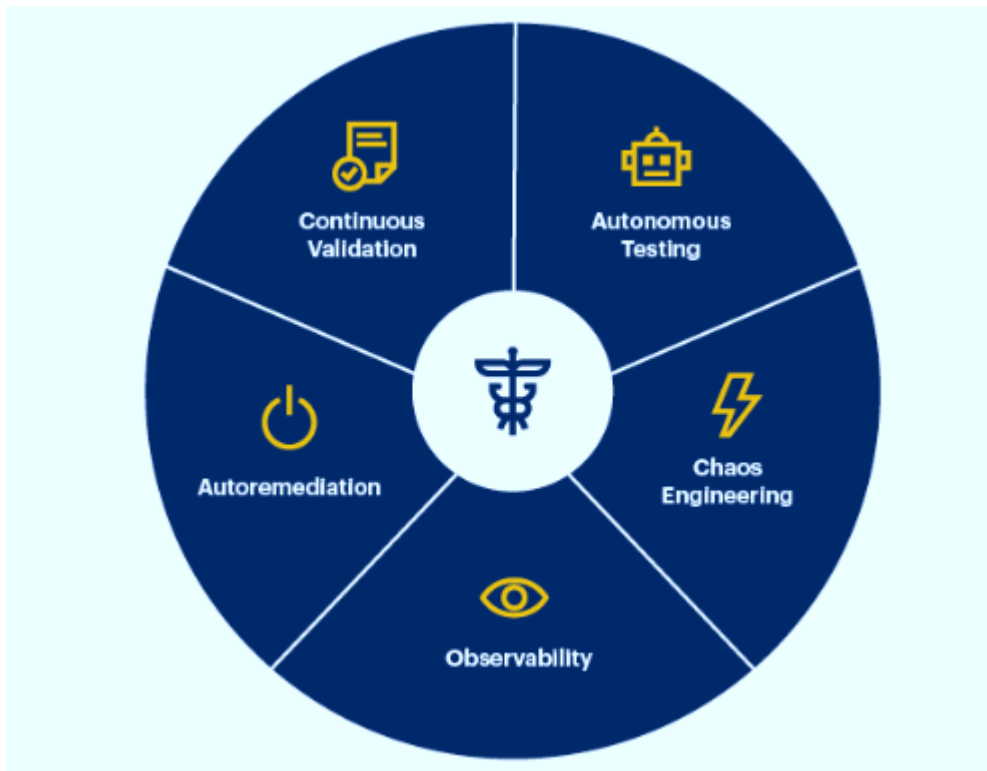 Continuous
Validation
Autonomous
Testing
Autoremediation
Chaos
Engineering
Observability